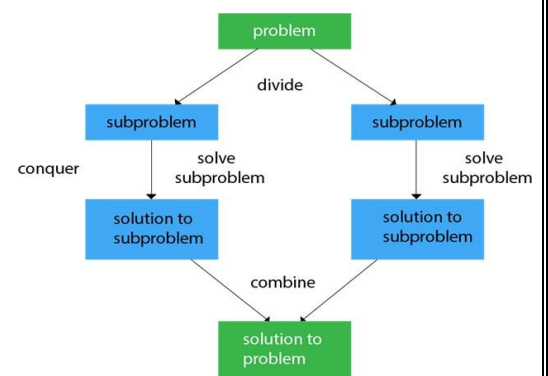 problem
divide
subproblem
subproblem
conquer
solve
subproblem
solve
subproblem
solution to
subproblem
solution to
subproblem
combine
solution to
problem